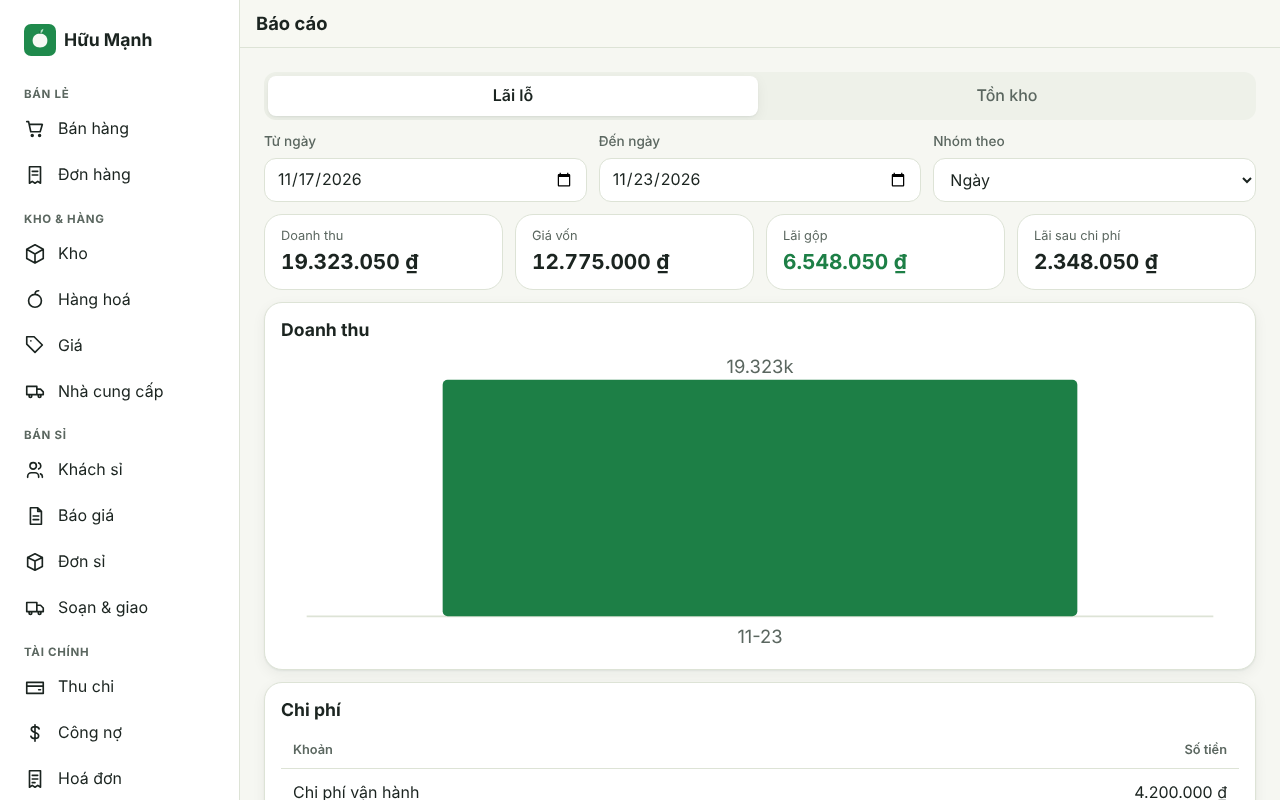 Hữu Mạnh
BÁN LẺ
Bán hàng
Đơn hàng
KHO & HÀNG
Kho
Hàng hoá
Giá
Nhà cung cấp
BÁN SỈ
Khách sỉ
Báo giá
Đơn sỉ
Soạn & giao
TÀI CHÍNH
Thu chi
Công nợ
Hoá đơn
Báo cáo
Lãi lỗ
Tồn kho
Từ ngày
Đến ngày
Nhóm theo
11/17/2026
11/23/2026
Ngày
Doanh thu
19.323.050 ₫
Giá vốn
12.775.000 ₫
Lãi gộp
6.548.050 ₫
Lãi sau chi phí
2.348.050 ₫
Doanh thu
19.323k
11-23
Chi phí
Khoản Số tiền
Chi phí vận hành 4.200.000 ₫